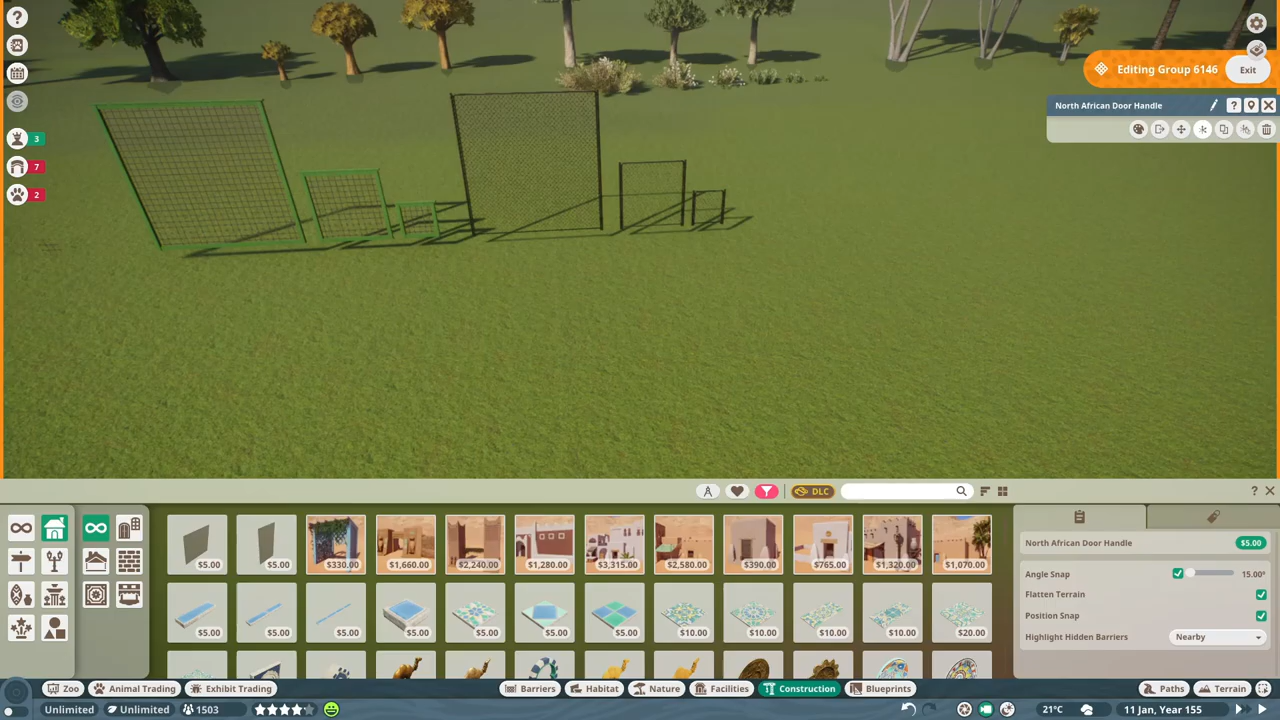 ?
Editing Group 6146
Exit
North African Door Handle
?
3
7
2
DLC
?
$5.00
$5.00
$330.00
$1,660.00
$2,240.00
$1,280.00
$3,315.00
$2,580.00
$390.00
$765.00
$1,320.00
$1,070.00
$5.00
$5.00
$5.00
$5.00
$5.00
$5.00
$5.00
$10.00
$10.00
$10.00
$10.00
$20.00
North African Door Handle
$5.00
Angle Snap
15.00°
Flatten Terrain
Position Snap
Highlight Hidden Barriers
Nearby
Zoo
Animal Trading
Exhibit Trading
Barriers
Habitat
Nature
Facilities
Construction
Blueprints
Paths
Terrain
Unlimited
Unlimited
1503
21°C
11 Jan, Year 155